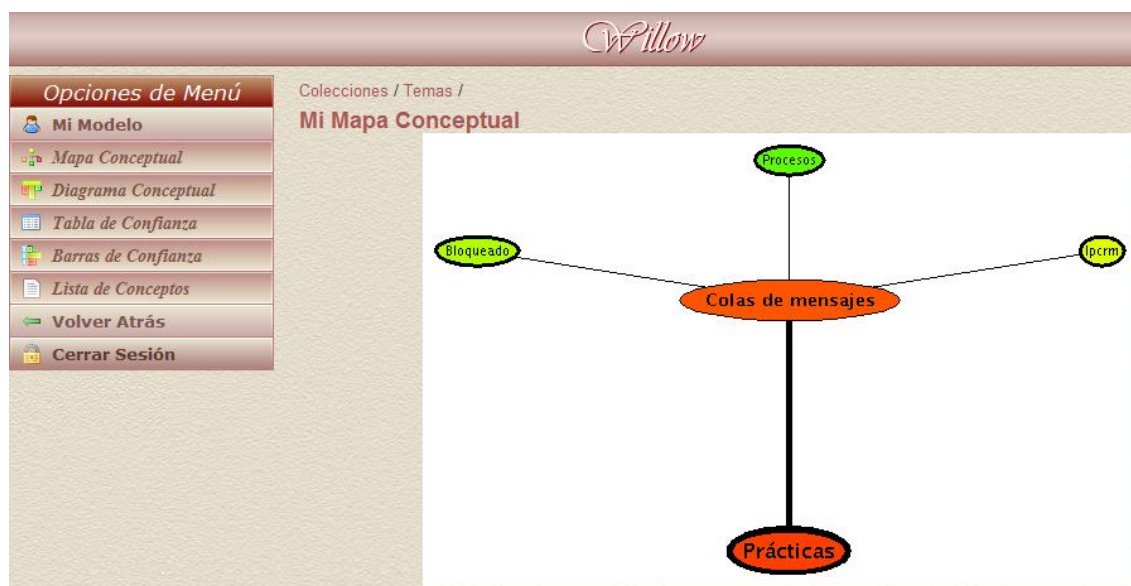 Willow
Opciones de Menú
Mi Modelo
Mapa Conceptual
Diagrama Conceptual
Tabla de Confianza
Barras de Confianza
Lista de Conceptos
Volver Atrás
Cerrar Sesión
Colecciones / Temas /
Mi Mapa Conceptual
Procesos
Bloqueado
Ipcrm
Colas de mensajes
Prácticas